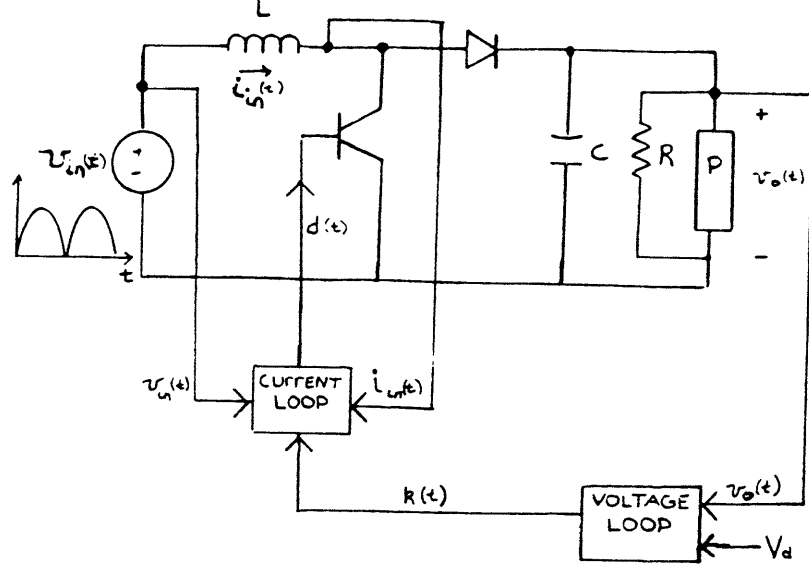 L
i_in(t)
v_in(t)
+
-
t
d(t)
C
R
P
+
v_o(t)
-
v_in(t)
CURRENT
LOOP
i_in(t)
k(t)
VOLTAGE
LOOP
v_o(t)
V_d